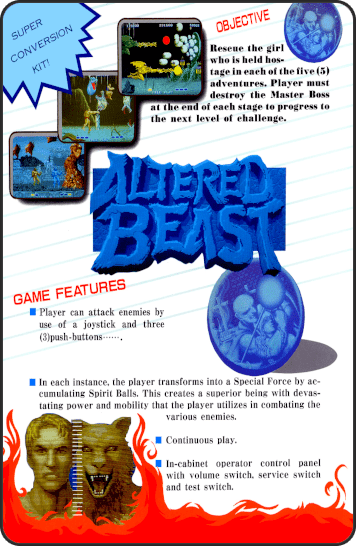 SUPER
CONVERSION
KIT!
OBJECTIVE
Rescue the girl
who is held hos-
tage in each of the five (5)
adventures. Player must
destroy the Master Boss
at the end of each stage to progress to
the next level of challenge.
ALTERED
BEAST
GAME FEATURES
Player can attack enemies by
use of a joystick and three
(3)push-buttons······.
In each instance, the player transforms into a Special Force by ac-
cumulating Spirit Balls. This creates a superior being with devas-
tating power and mobility that the player utilizes in combating the
various enemies.
Continuous play.
In-cabinet operator control panel
with volume switch, service switch
and test switch.